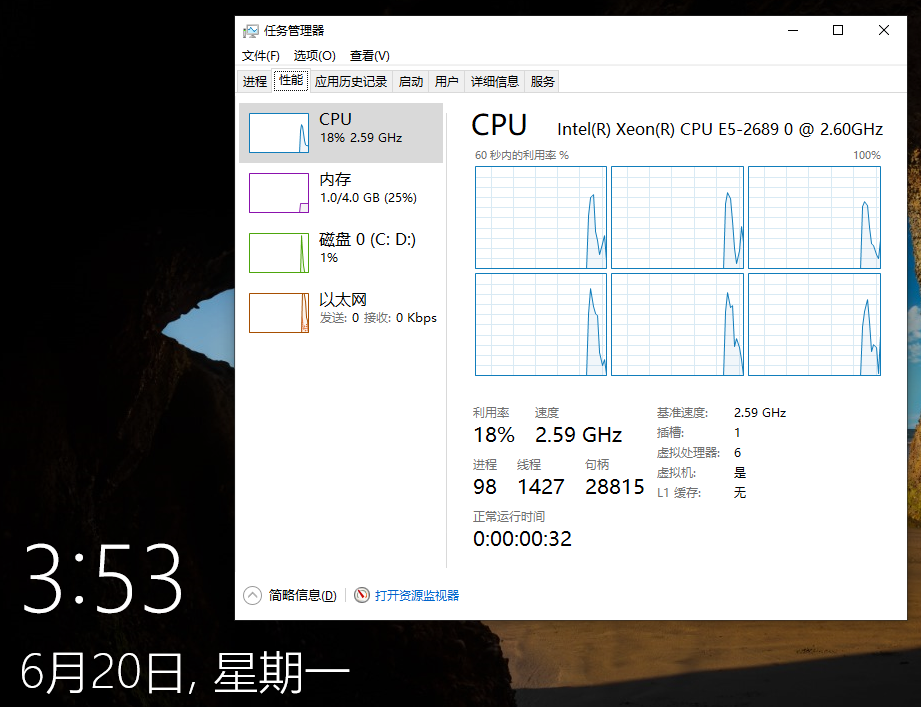 任务管理器
文件(F) 选项(O) 查看(V)
进程 性能 应用历史记录 启动 用户 详细信息 服务
CPU
18% 2.59 GHz
内存
1.0/4.0 GB (25%)
磁盘 0 (C: D:)
1%
以太网
发送: 0 接收: 0 Kbps
CPU Intel(R) Xeon(R) CPU E5-2689 0 @ 2.60GHz
60 秒内的利用率 % 100%
利用率 速度 基准速度: 2.59 GHz
18% 2.59 GHz 插槽: 1
虚拟处理器: 6
进程 线程 句柄 虚拟机: 是
98 1427 28815 L1 缓存: 无
正常运行时间
0:00:00:32
简略信息(D) 打开资源监视器
3:53
6月20日, 星期一